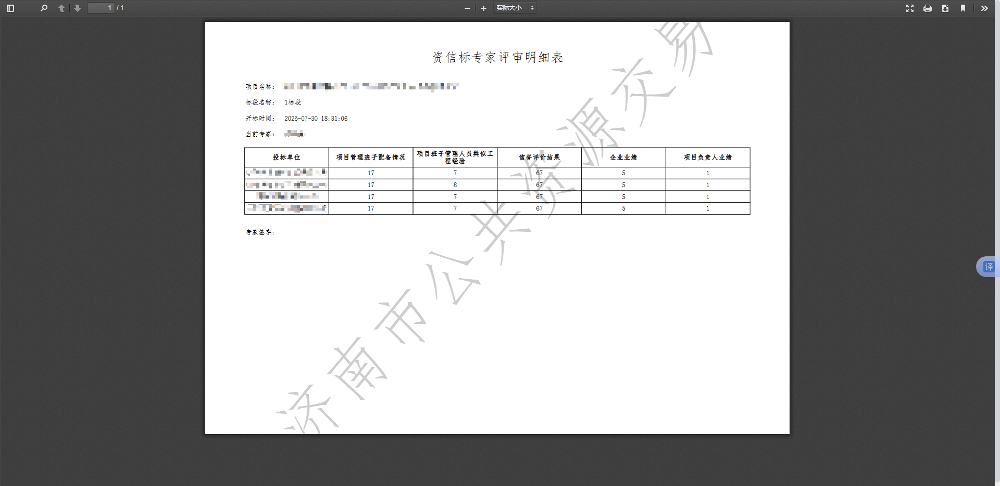 1 / 1
实际大小
资信标专家评审明细表
项目名称：
标段名称： 1标段
开标时间： 2025-07-30 18:31:06
当前专家：
投标单位 项目管理班子配备情况 项目班子管理人员类似工程经验 信誉评价结果 企业业绩 项目负责人业绩
17 7 67 5 1
17 8 67 5 1
17 7 67 5 1
17 7 67 5 1
专家签字:
济南市公共资源交易
译